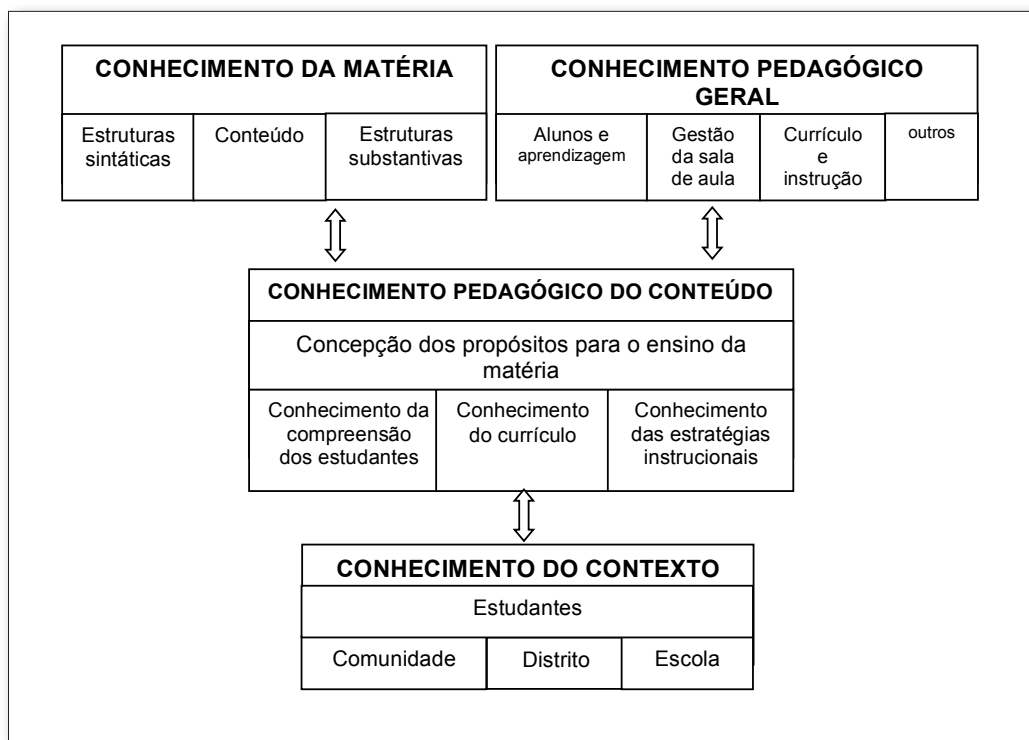 CONHECIMENTO DA MATÉRIA
Estruturas
sintáticas
Conteúdo
Estruturas
substantivas
CONHECIMENTO PEDAGÓGICO
GERAL
Alunos e
aprendizagem
Gestão
da sala
de aula
Currículo
e
instrução
outros
CONHECIMENTO PEDAGÓGICO DO CONTEÚDO
Concepção dos propósitos para o ensino da
matéria
Conhecimento da
compreensão
dos estudantes
Conhecimento
do currículo
Conhecimento
das estratégias
instrucionais
CONHECIMENTO DO CONTEXTO
Estudantes
Comunidade
Distrito
Escola